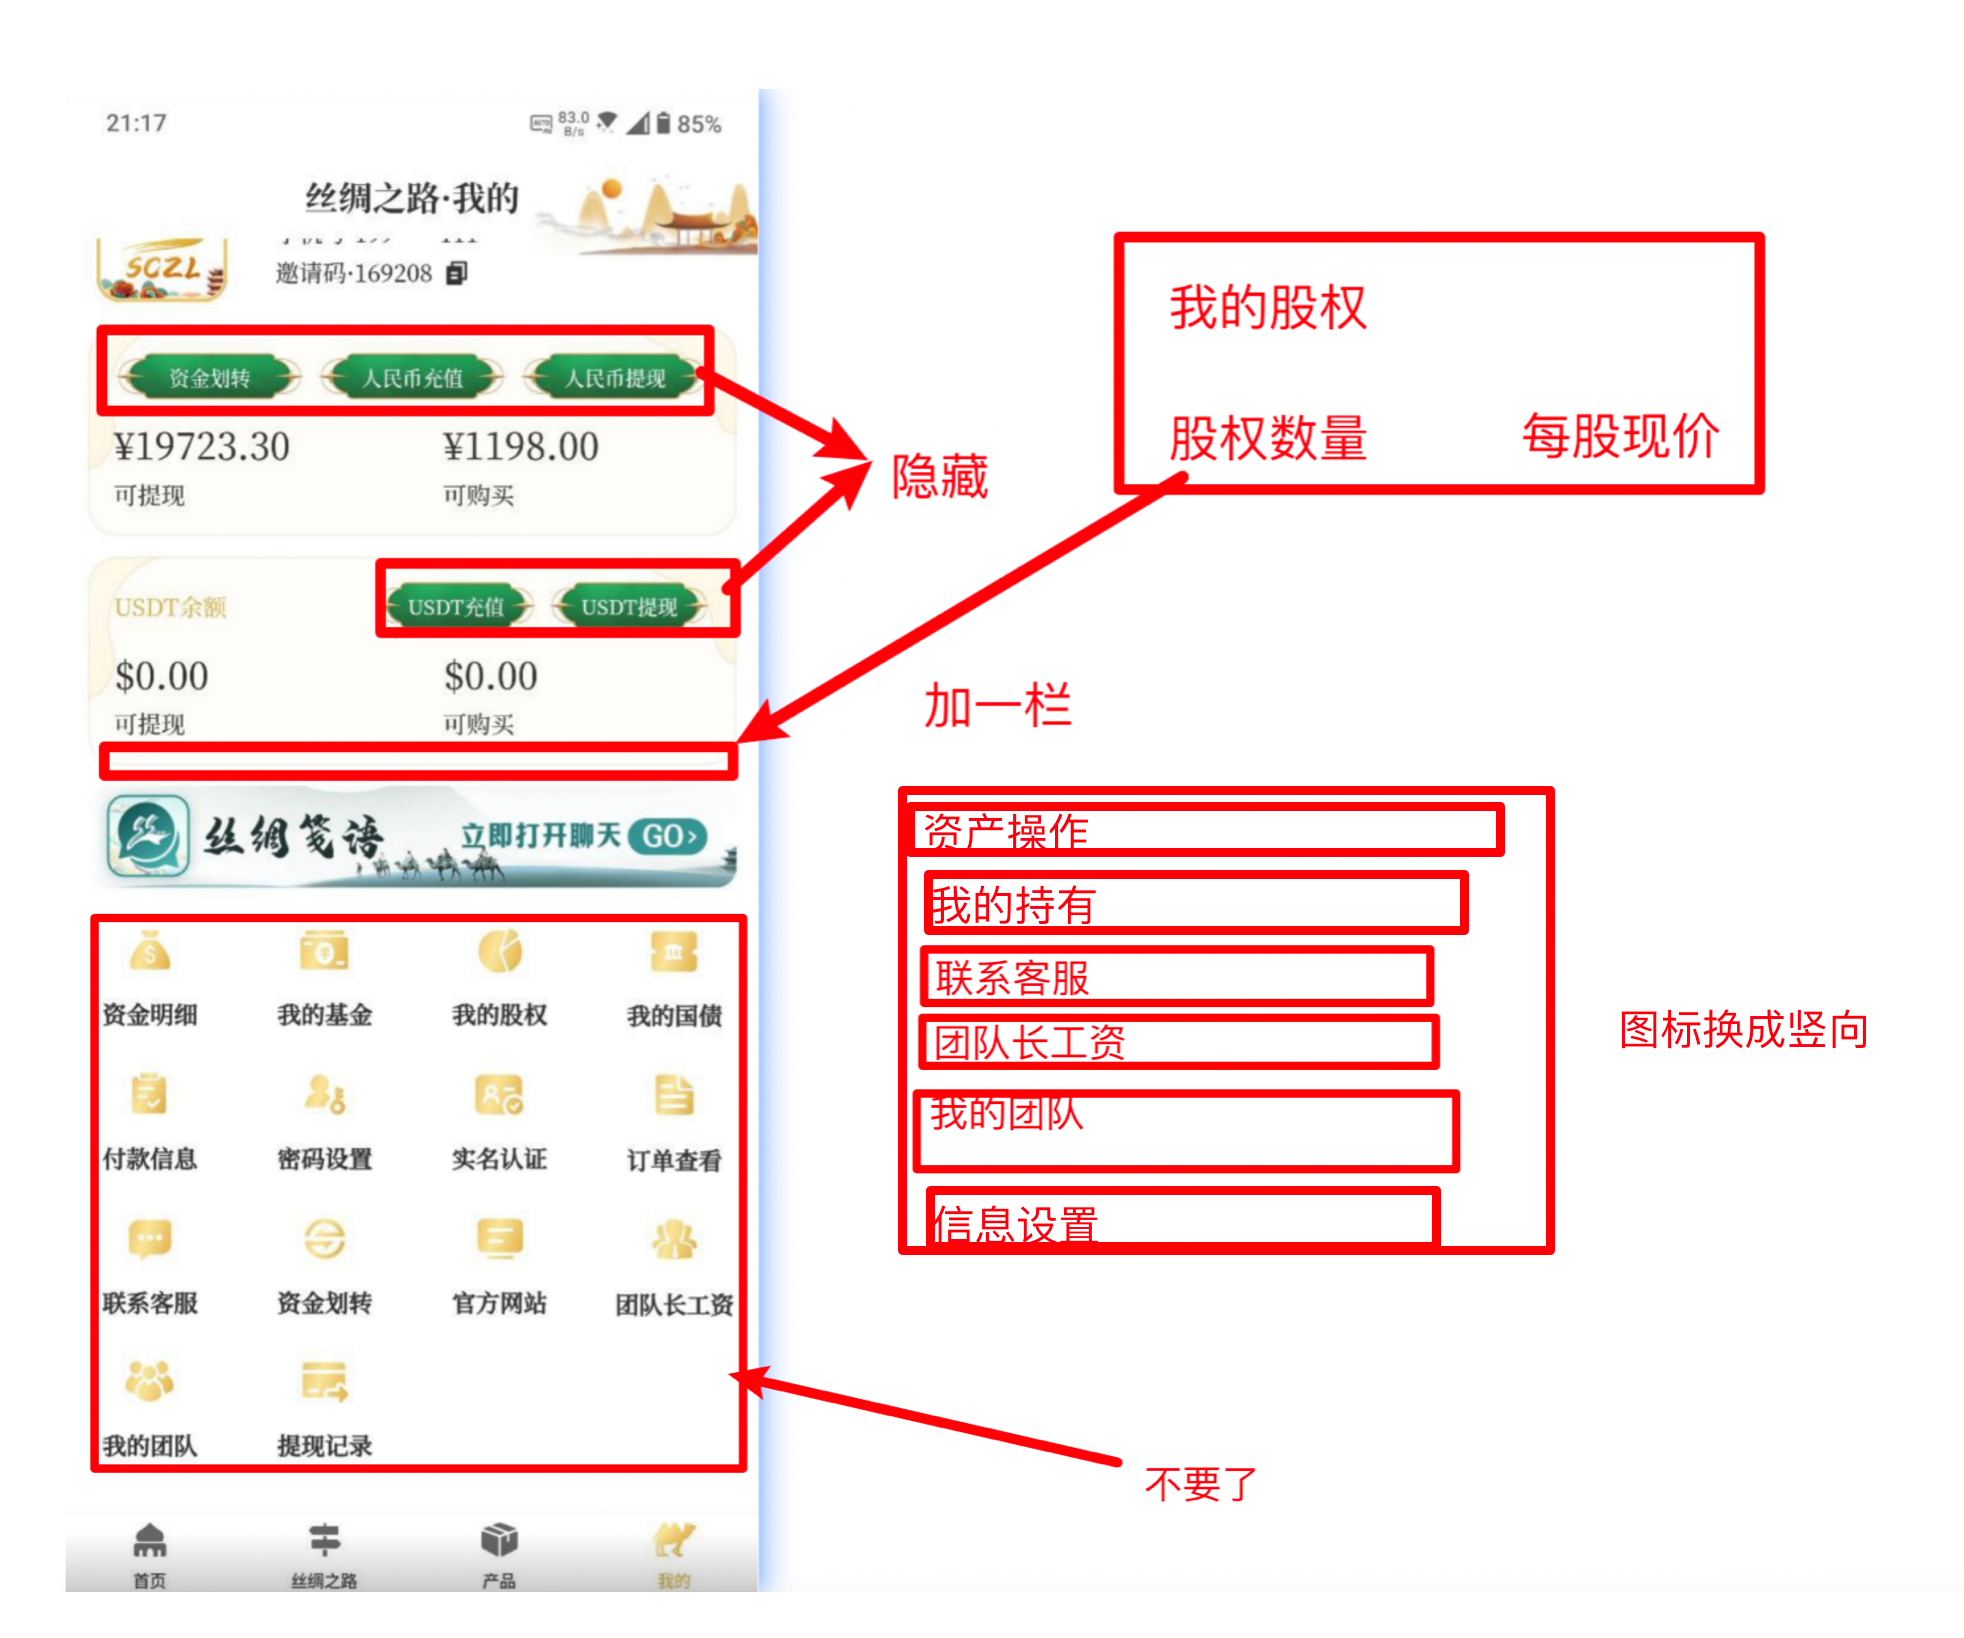 21:17
83.0 B/s 85%
丝绸之路·我的
SCZL
邀请码·169208
资金划转 人民币充值 人民币提现
¥19723.30 ¥1198.00
可提现 可购买
USDT余额 USDT充值 USDT提现
$0.00 $0.00
可提现 可购买
丝绸笺语 立即打开聊天 GO>
资金明细 我的基金 我的股权 我的国债
付款信息 密码设置 实名认证 订单查看
联系客服 资金划转 官方网站 团队长工资
我的团队 提现记录
首页 丝绸之路 产品 我的
隐藏
我的股权
股权数量 每股现价
加一栏
资产操作
我的持有
联系客服
团队长工资
我的团队
信息设置
图标换成竖向
不要了